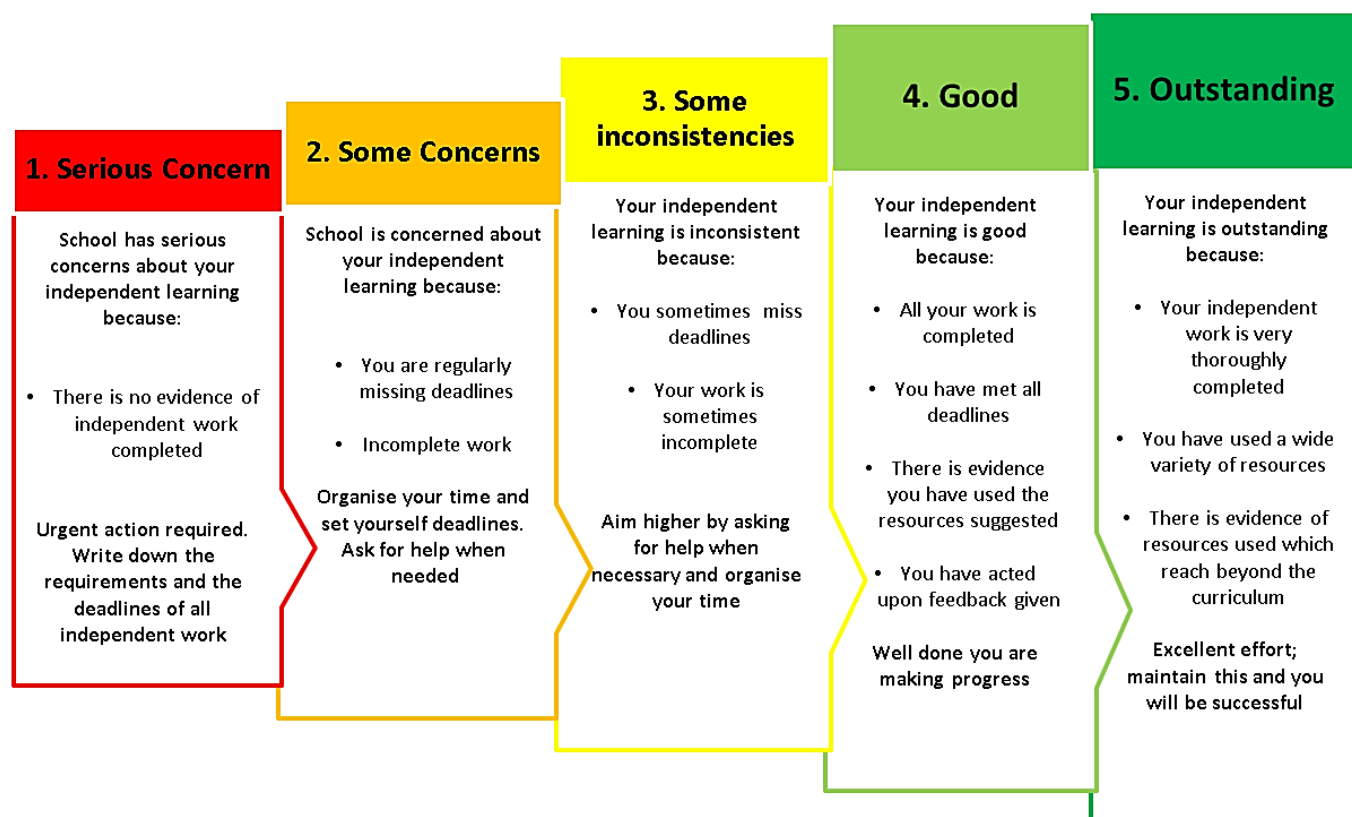 1. Serious Concern
School has serious
concerns about your
independent learning
because:
• There is no evidence of
independent work
completed
Urgent action required.
Write down the
requirements and the
deadlines of all
independent work
2. Some Concerns
School is concerned about
your independent
learning because:
• You are regularly
missing deadlines
• Incomplete work
Organise your time and
set yourself deadlines.
Ask for help when
needed
3. Some
inconsistencies
Your independent
learning is inconsistent
because:
• You sometimes miss
deadlines
• Your work is
sometimes
incomplete
Aim higher by asking
for help when
necessary and organise
your time
4. Good
Your independent
learning is good
because:
• All your work is
completed
• You have met all
deadlines
• There is evidence
you have used the
resources suggested
• You have acted
upon feedback given
Well done you are
making progress
5. Outstanding
Your independent
learning is outstanding
because:
• Your independent
work is very
thoroughly
completed
• You have used a wide
variety of resources
• There is evidence of
resources used which
reach beyond the
curriculum
Excellent effort;
maintain this and you
will be successful